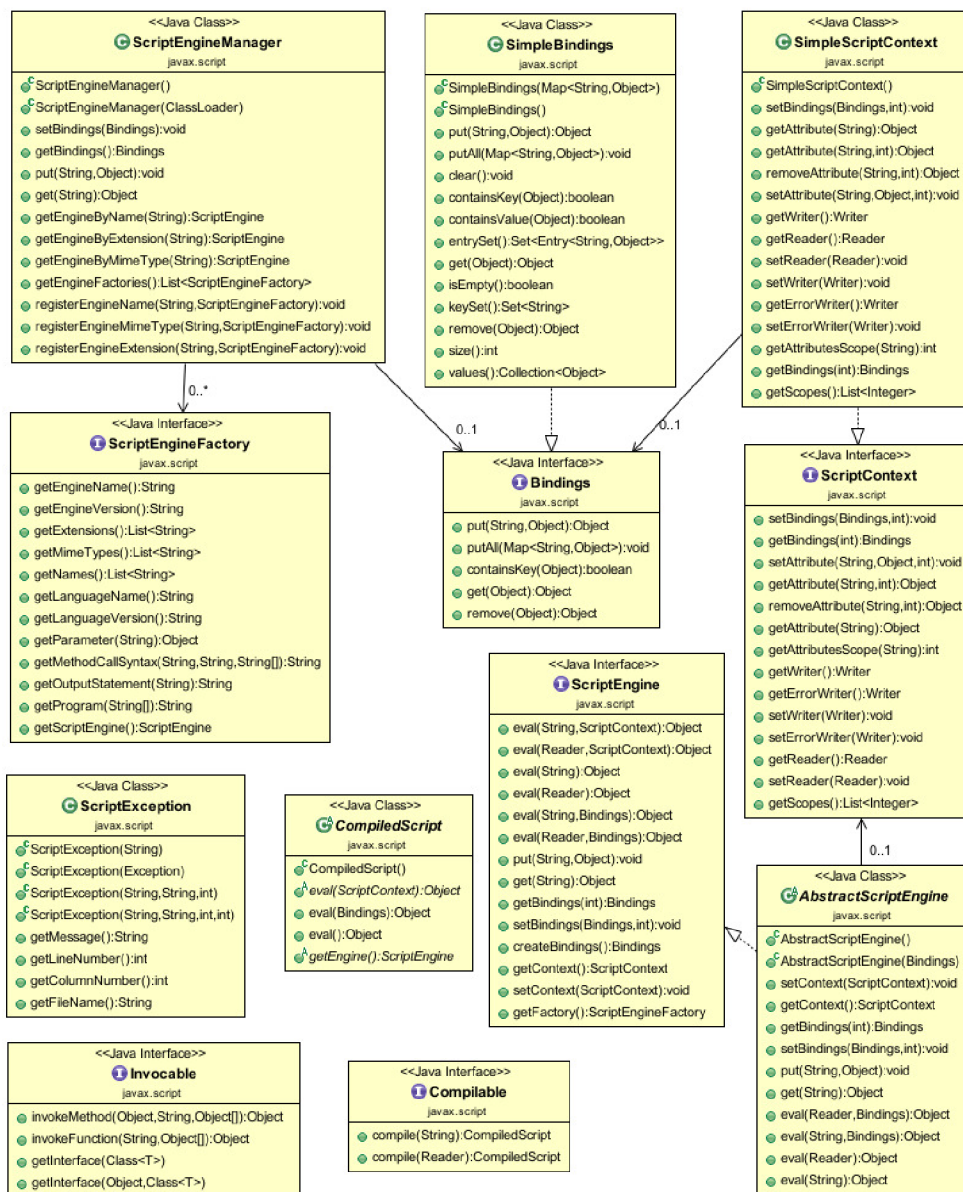 <<Java Class>>
ScriptEngineManager
javax.script
ScriptEngineManager()
ScriptEngineManager(ClassLoader)
setBindings(Bindings):void
getBindings():Bindings
put(String,Object):void
get(String):Object
getEngineByName(String):ScriptEngine
getEngineByExtension(String):ScriptEngine
getEngineByMimeType(String):ScriptEngine
getEngineFactories():List<ScriptEngineFactory>
registerEngineName(String,ScriptEngineFactory):void
registerEngineMimeType(String,ScriptEngineFactory):void
registerEngineExtension(String,ScriptEngineFactory):void
<<Java Class>>
SimpleBindings
javax.script
SimpleBindings(Map<String,Object>)
SimpleBindings()
put(String,Object):Object
putAll(Map<String,Object>):void
clear():void
containsKey(Object):boolean
containsValue(Object):boolean
entrySet():Set<Entry<String,Object>>
get(Object):Object
isEmpty():boolean
keySet():Set<String>
remove(Object):Object
size():int
values():Collection<Object>
<<Java Class>>
SimpleScriptContext
javax.script
SimpleScriptContext()
setBindings(Bindings,int):void
getAttribute(String):Object
getAttribute(String,int):Object
removeAttribute(String,int):Object
setAttribute(String,Object,int):void
getWriter():Writer
getReader():Reader
setReader(Reader):void
setWriter(Writer):void
getErrorWriter():Writer
setErrorWriter(Writer):void
getAttributesScope(String):int
getBindings(int):Bindings
getScopes():List<Integer>
0..*
0..1
0..1
<<Java Interface>>
ScriptEngineFactory
javax.script
getEngineName():String
getEngineVersion():String
getExtensions():List<String>
getMimeTypes():List<String>
getNames():List<String>
getLanguageName():String
getLanguageVersion():String
getParameter(String):Object
getMethodCallSyntax(String,String,String[]):String
getOutputStatement(String):String
getProgram(String[]):String
getScriptEngine():ScriptEngine
<<Java Interface>>
Bindings
javax.script
put(String,Object):Object
putAll(Map<String,Object>):void
containsKey(Object):boolean
get(Object):Object
remove(Object):Object
<<Java Interface>>
ScriptContext
javax.script
setBindings(Bindings,int):void
getBindings(int):Bindings
setAttribute(String,Object,int):void
getAttribute(String,int):Object
removeAttribute(String,int):Object
getAttribute(String):Object
getAttributesScope(String):int
getWriter():Writer
getErrorWriter():Writer
setWriter(Writer):void
setErrorWriter(Writer):void
getReader():Reader
setReader(Reader):void
getScopes():List<Integer>
<<Java Interface>>
ScriptEngine
javax.script
eval(String,ScriptContext):Object
eval(Reader,ScriptContext):Object
eval(String):Object
eval(Reader):Object
eval(String,Bindings):Object
eval(Reader,Bindings):Object
put(String,Object):void
get(String):Object
getBindings(int):Bindings
setBindings(Bindings,int):void
createBindings():Bindings
getContext():ScriptContext
setContext(ScriptContext):void
getFactory():ScriptEngineFactory
<<Java Class>>
ScriptException
javax.script
ScriptException(String)
ScriptException(Exception)
ScriptException(String,String,int)
ScriptException(String,String,int,int)
getMessage():String
getLineNumber():int
getColumnNumber():int
getFileName():String
<<Java Class>>
CompiledScript
javax.script
CompiledScript()
eval(ScriptContext):Object
eval(Bindings):Object
eval():Object
getEngine():ScriptEngine
0..1
<<Java Class>>
AbstractScriptEngine
javax.script
AbstractScriptEngine()
AbstractScriptEngine(Bindings)
setContext(ScriptContext):void
getContext():ScriptContext
getBindings(int):Bindings
setBindings(Bindings,int):void
put(String,Object):void
get(String):Object
eval(Reader,Bindings):Object
eval(String,Bindings):Object
eval(Reader):Object
eval(String):Object
<<Java Interface>>
Invocable
javax.script
invokeMethod(Object,String,Object[]):Object
invokeFunction(String,Object[]):Object
getInterface(Class<T>)
getInterface(Object,Class<T>)
<<Java Interface>>
Compilable
javax.script
compile(String):CompiledScript
compile(Reader):CompiledScript